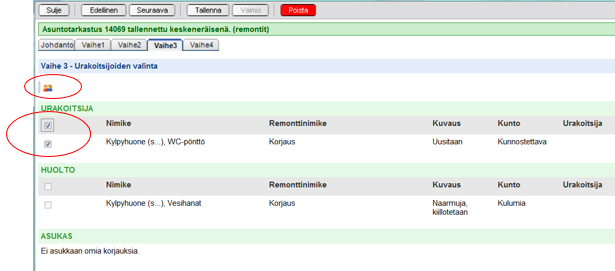 Sulje Edellinen Seuraava Tallenna Valmis Poista
Asuntotarkastus 14069 tallennettu keskeneräisenä. (remontit)
Johdanto Vaihe1 Vaihe2 Vaihe3 Vaihe4
Vaihe 3 - Urakoitsijoiden valinta
URAKOITSIJA
Nimike Remonttinimike Kuvaus Kunto Urakoitsija
Kylpyhuone (s...), WC-pönttö Korjaus Uusitaan Kunnostettava
HUOLTO
Nimike Remonttinimike Kuvaus Kunto Urakoitsija
Kylpyhuone (s...), Vesihanat Korjaus Naarmuja, Kulumia
kiillotetaan
ASUKAS
Ei asukkaan omia korjauksia.